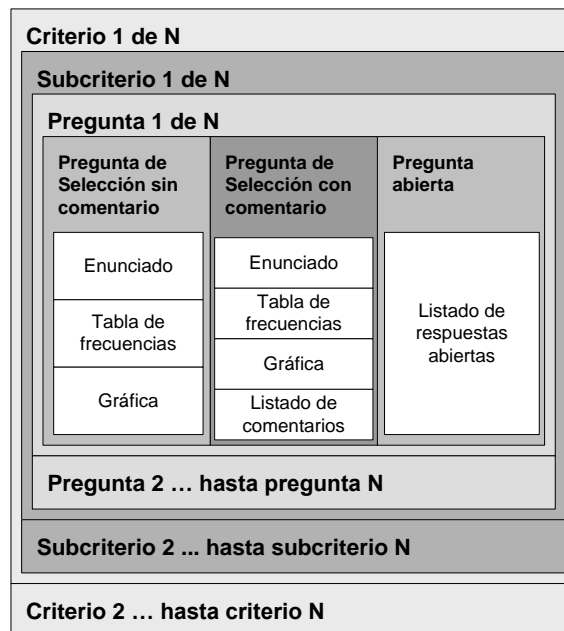 Criterio 1 de N
Subcriterio 1 de N
Pregunta 1 de N
Pregunta de
Selección sin
comentario
Enunciado
Tabla de
frecuencias
Gráfica
Pregunta de
Selección con
comentario
Enunciado
Tabla de
frecuencias
Gráfica
Listado de
comentarios
Pregunta
abierta
Listado de
respuestas
abiertas
Pregunta 2 … hasta pregunta N
Subcriterio 2 ... hasta subcriterio N
Criterio 2 … hasta criterio N